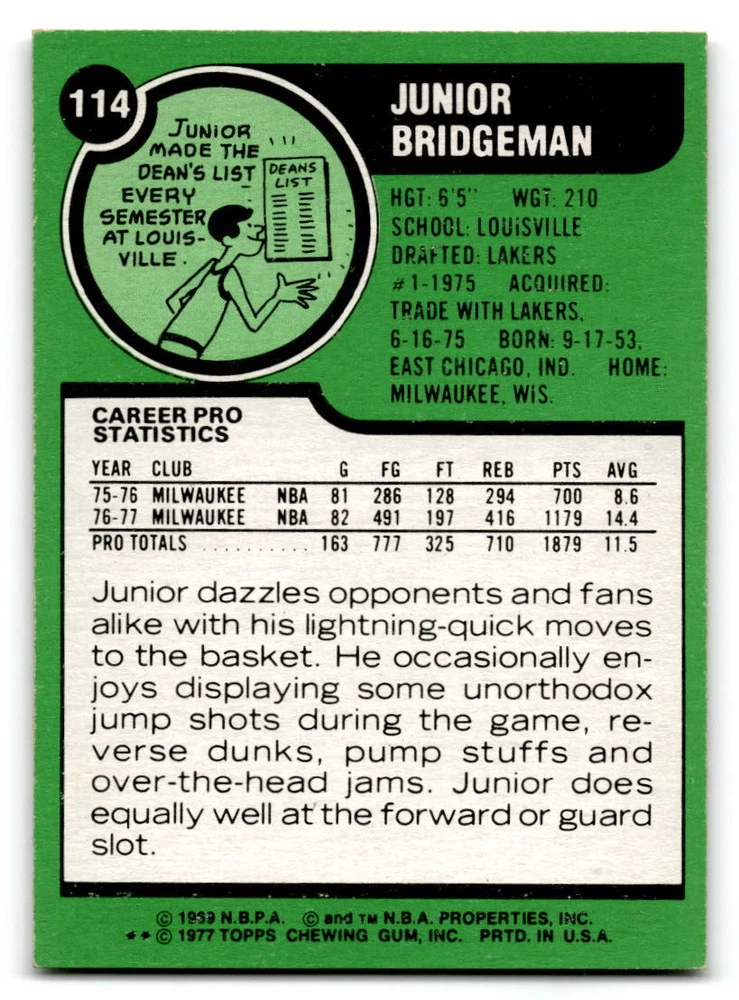 114
JUNIOR
MADE THE
DEAN'S LIST
EVERY
SEMESTER
AT LOUIS-
VILLE.
DEANS
LIST
JUNIOR
BRIDGEMAN
HGT: 6'5" WGT: 210
SCHOOL: LOUISVILLE
DRAFTED: LAKERS
#1-1975 ACQUIRED:
TRADE WITH LAKERS,
6-16-75 BORN: 9-17-53,
EAST CHICAGO, IND. HOME:
MILWAUKEE, WIS.
CAREER PRO
STATISTICS
YEAR CLUB G FG FT REB PTS AVG
75-76 MILWAUKEE NBA 81 286 128 294 700 8.6
76-77 MILWAUKEE NBA 82 491 197 416 1179 14.4
PRO TOTALS .......... 163 777 325 710 1879 11.5
Junior dazzles opponents and fans
alike with his lightning-quick moves
to the basket. He occasionally en-
joys displaying some unorthodox
jump shots during the game, re-
verse dunks, pump stuffs and
over-the-head jams. Junior does
equally well at the forward or guard
slot.
© N.B.P.A. © and TM N.B.A. PROPERTIES, INC.
** © 1977 TOPPS CHEWING GUM, INC. PRTD. IN U.S.A.